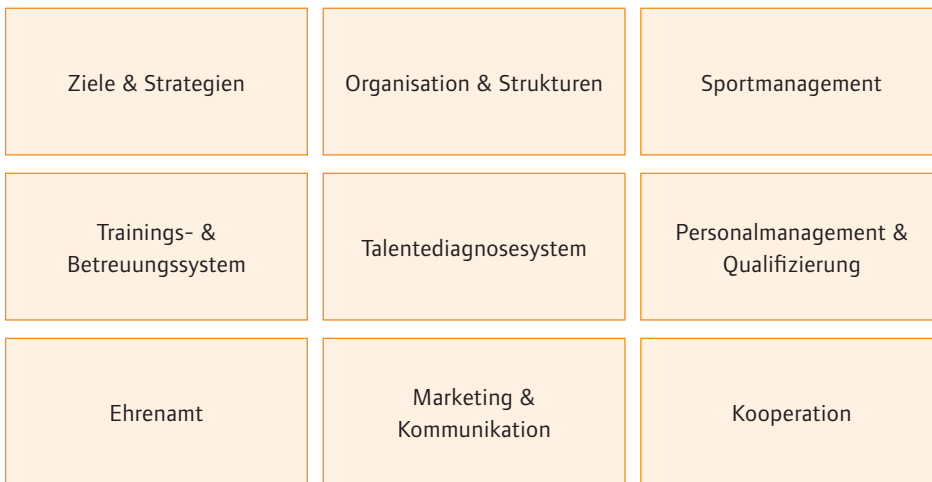 Ziele & Strategien
Organisation & Strukturen
Sportmanagement
Trainings- &
Betreuungssystem
Talentediagnosesystem
Personalmanagement &
Qualifizierung
Ehrenamt
Marketing &
Kommunikation
Kooperation